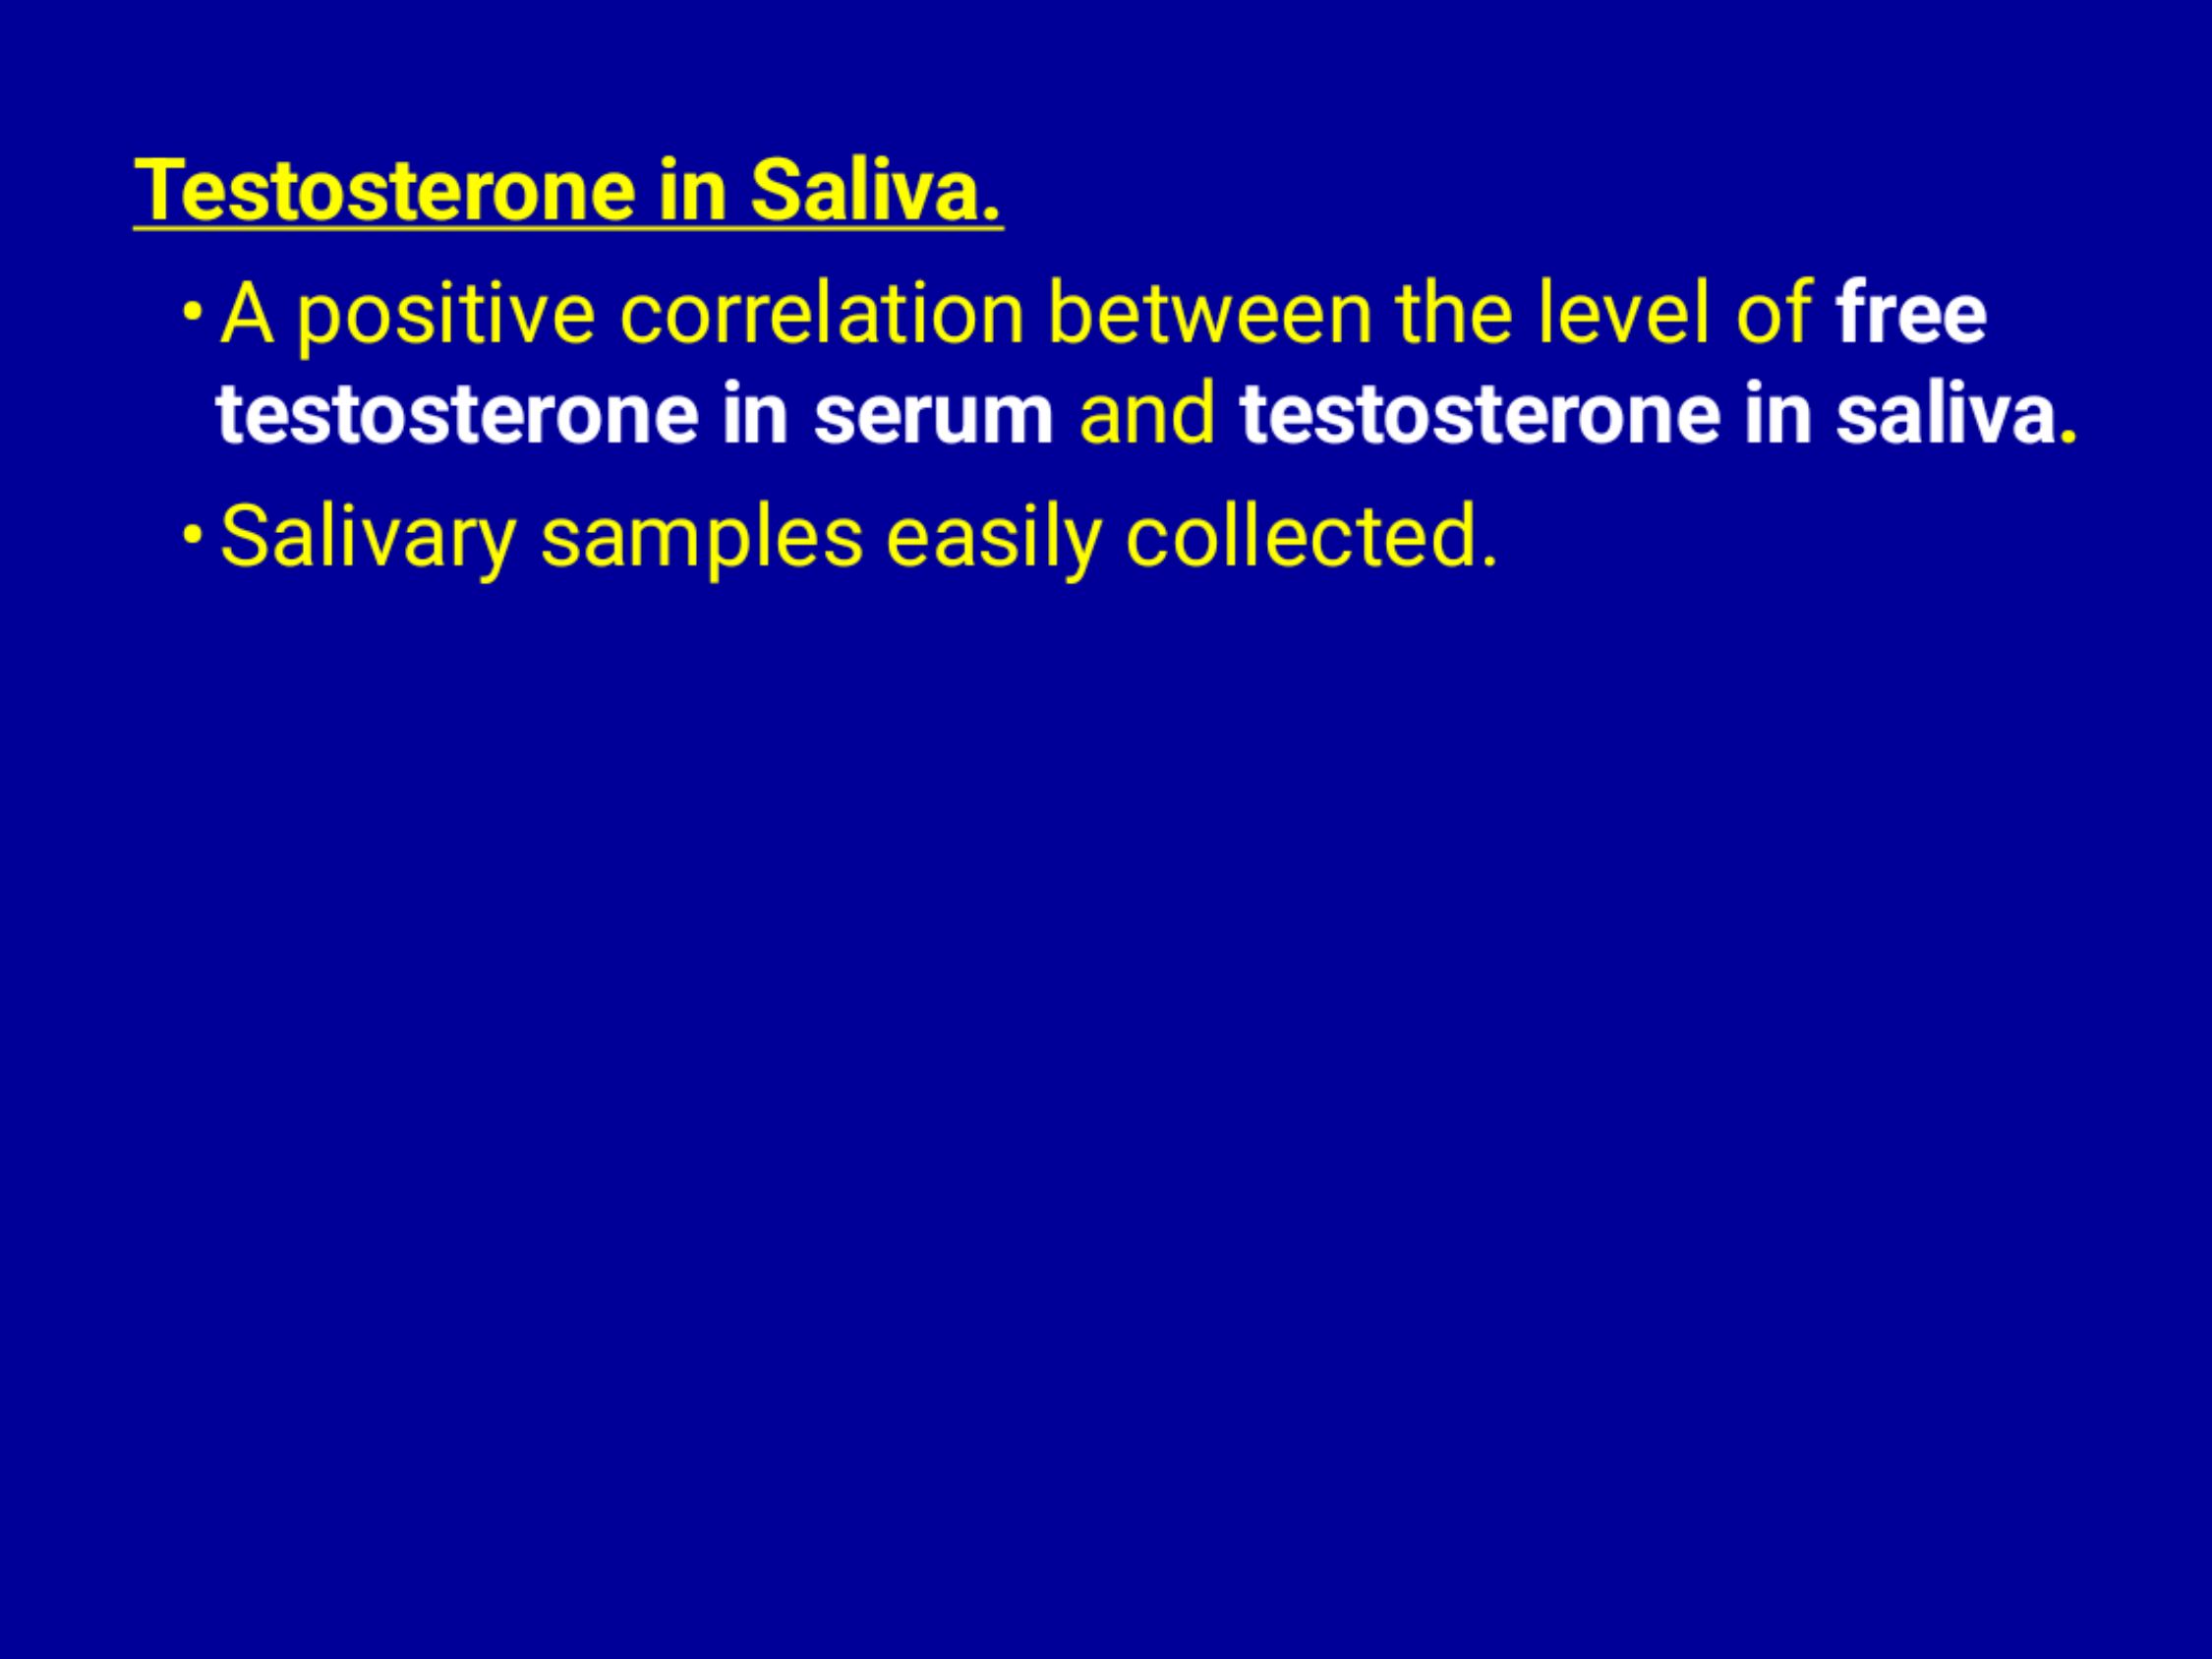 Testosterone in Saliva.
• A positive correlation between the level of free
testosterone in serum and testosterone in saliva.
• Salivary samples easily collected.